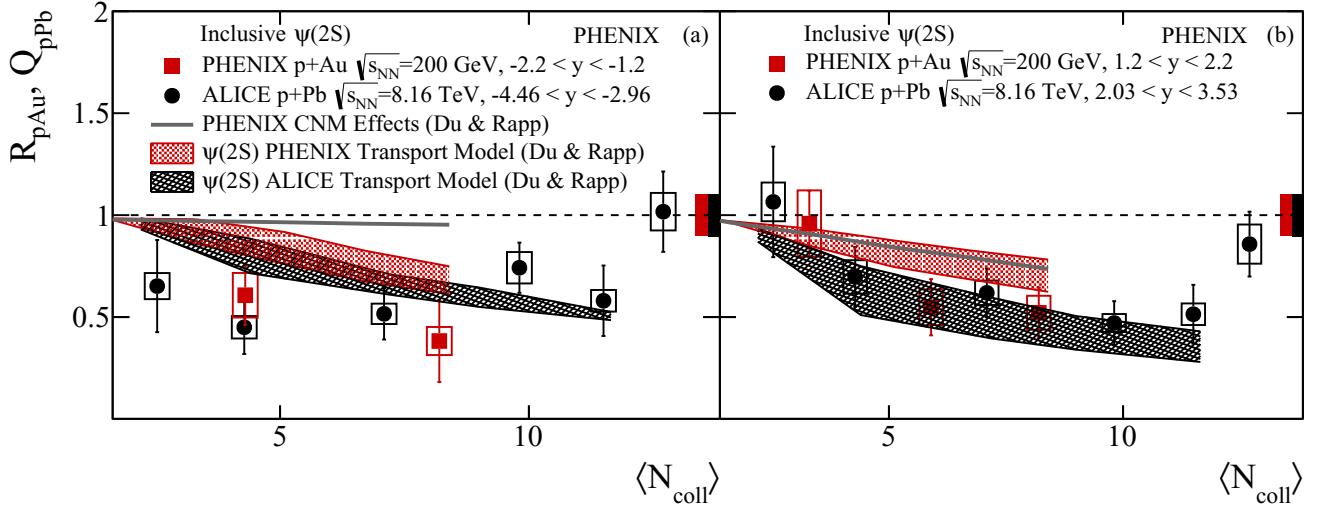 R_pAu, Q_pPb
2
1.5
1
0.5
Inclusive ψ(2S) PHENIX (a)
PHENIX p+Au √s_NN=200 GeV, -2.2 < y < -1.2
ALICE p+Pb √s_NN=8.16 TeV, -4.46 < y < -2.96
PHENIX CNM Effects (Du & Rapp)
ψ(2S) PHENIX Transport Model (Du & Rapp)
ψ(2S) ALICE Transport Model (Du & Rapp)
5 10
⟨N_coll⟩
Inclusive ψ(2S) PHENIX (b)
PHENIX p+Au √s_NN=200 GeV, 1.2 < y < 2.2
ALICE p+Pb √s_NN=8.16 TeV, 2.03 < y < 3.53
5 10
⟨N_coll⟩